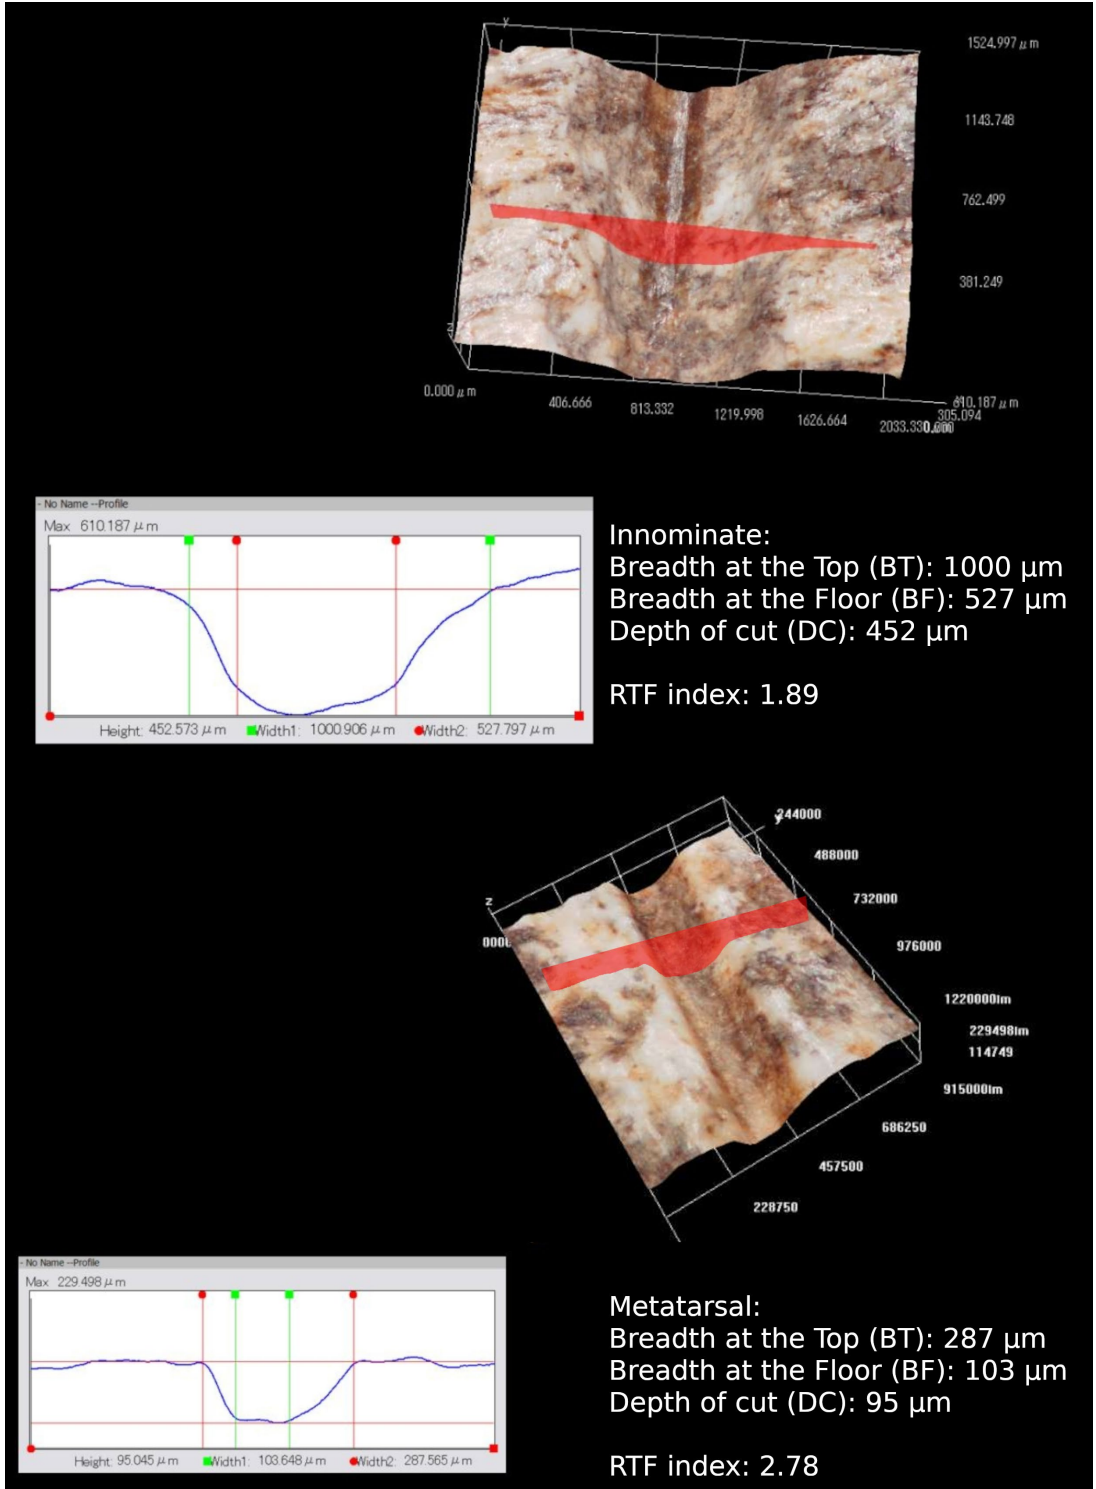 y
1524.997 μm
1143.748
762.499
381.249
z
0.000 μm
406.666
813.332
1219.998
1626.664
2033.330
610.187 μm
305.094
- No Name --Profile
Max 610.187 μm
Height: 452.573 μm Width1: 1000.906 μm Width2: 527.797 μm
Innominate:
Breadth at the Top (BT): 1000 μm
Breadth at the Floor (BF): 527 μm
Depth of cut (DC): 452 μm
RTF index: 1.89
y
244000
488000
z
732000
0000
976000
1220000lm
229498lm
114749
915000lm
686250
457500
228750
- No Name --Profile
Max 229.498 μm
Height: 95.045 μm Width1: 103.648 μm Width2: 287.565 μm
Metatarsal:
Breadth at the Top (BT): 287 μm
Breadth at the Floor (BF): 103 μm
Depth of cut (DC): 95 μm
RTF index: 2.78